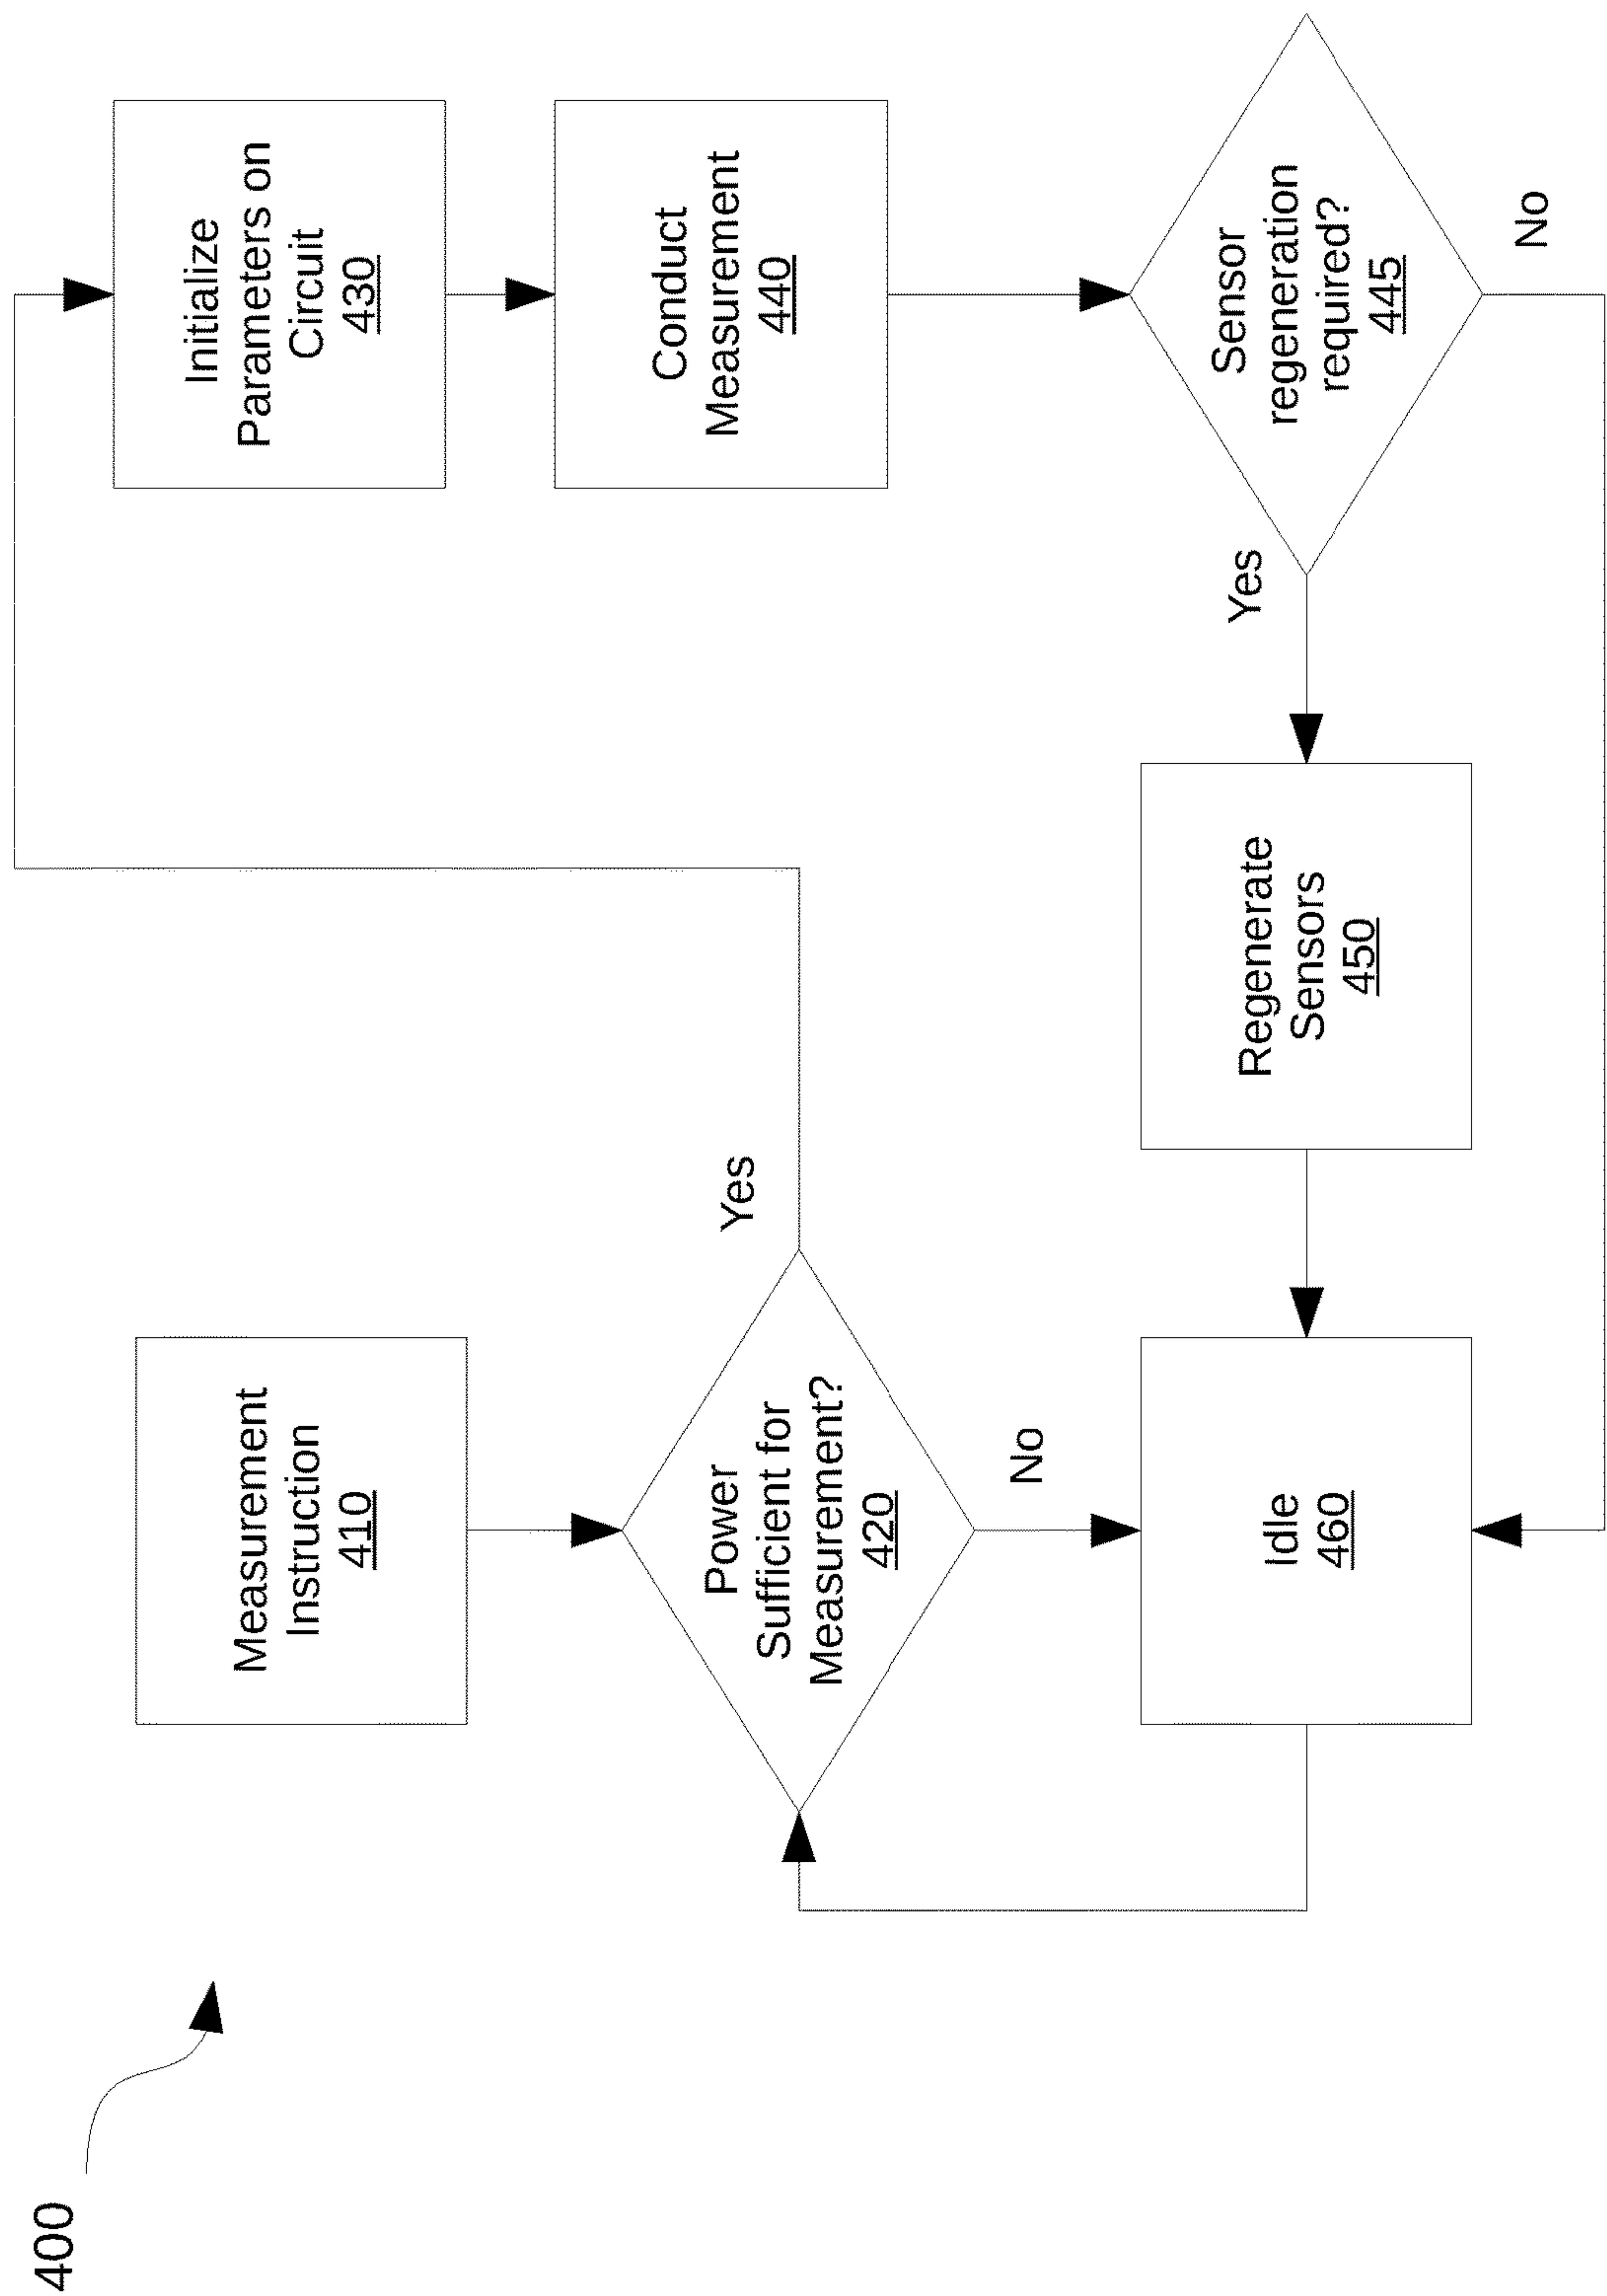 400
Measurement
Instruction
410
Power
Sufficient for
Measurement?
420
Yes
No
Idle
460
Initialize
Parameters on
Circuit
430
Conduct
Measurement
440
Sensor
regeneration
required?
445
Yes
No
Regenerate
Sensors
450